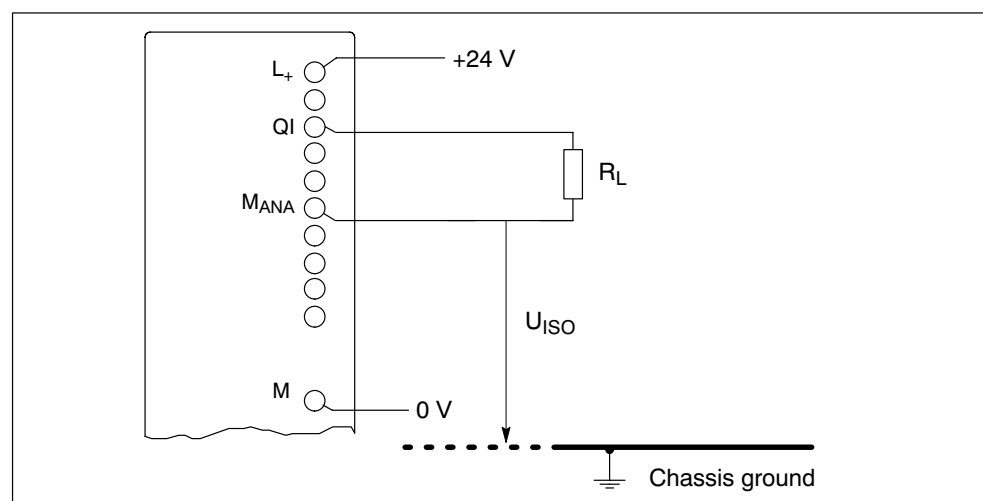 L+
+24 V
QI
RL
MANA
UISO
M
0 V
Chassis ground